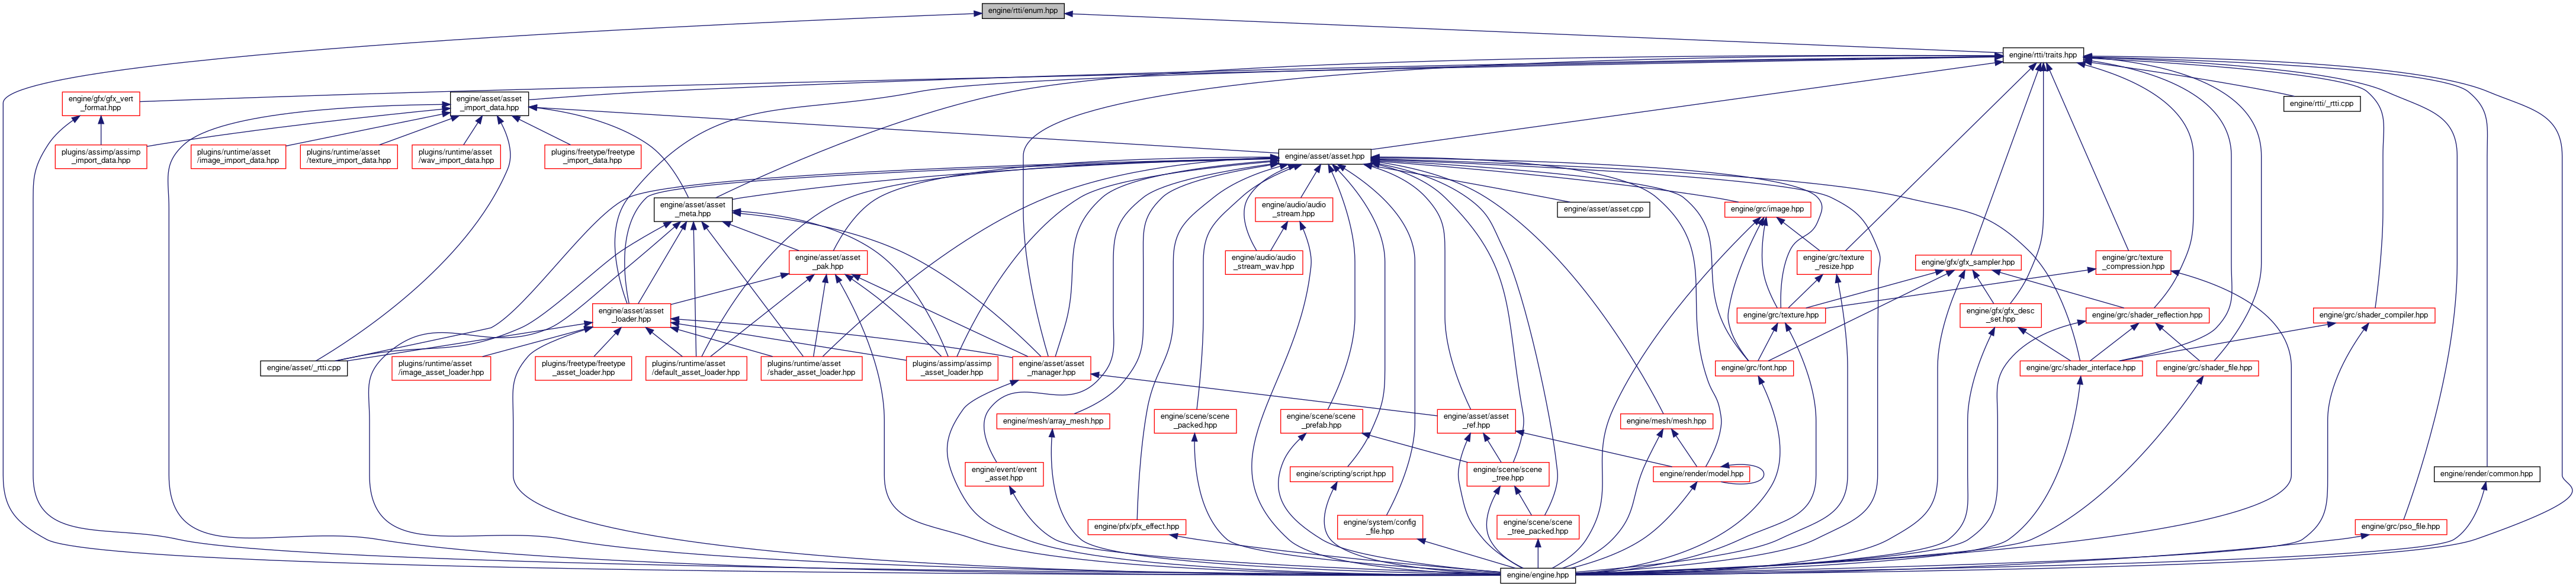 engine/rtti/enum.hpp
engine/rtti/traits.hpp
engine/gfx/gfx_vert
_format.hpp
engine/asset/asset
_import_data.hpp
engine/rtti/_rtti.cpp
plugins/assimp/assimp
_import_data.hpp
plugins/runtime/asset
/image_import_data.hpp
plugins/runtime/asset
/texture_import_data.hpp
plugins/runtime/asset
/wav_import_data.hpp
plugins/freetype/freetype
_import_data.hpp
engine/asset/asset.hpp
engine/asset/asset
_meta.hpp
engine/audio/audio
_stream.hpp
engine/asset/asset.cpp
engine/grc/image.hpp
engine/asset/asset
_pak.hpp
engine/audio/audio
_stream_wav.hpp
engine/grc/texture
_resize.hpp
engine/gfx/gfx_sampler.hpp
engine/grc/texture
_compression.hpp
engine/asset/asset
_loader.hpp
engine/grc/texture.hpp
engine/gfx/gfx_desc
_set.hpp
engine/grc/shader_reflection.hpp
engine/grc/shader_compiler.hpp
engine/asset/_rtti.cpp
plugins/runtime/asset
/image_asset_loader.hpp
plugins/freetype/freetype
_asset_loader.hpp
plugins/runtime/asset
/default_asset_loader.hpp
plugins/runtime/asset
/shader_asset_loader.hpp
plugins/assimp/assimp
_asset_loader.hpp
engine/asset/asset
_manager.hpp
engine/grc/font.hpp
engine/grc/shader_interface.hpp
engine/grc/shader_file.hpp
engine/mesh/array_mesh.hpp
engine/scene/scene
_packed.hpp
engine/scene/scene
_prefab.hpp
engine/asset/asset
_ref.hpp
engine/mesh/mesh.hpp
engine/event/event
_asset.hpp
engine/scripting/script.hpp
engine/scene/scene
_tree.hpp
engine/render/model.hpp
engine/render/common.hpp
engine/pfx/pfx_effect.hpp
engine/system/config
_file.hpp
engine/scene/scene
_tree_packed.hpp
engine/grc/pso_file.hpp
engine/engine.hpp